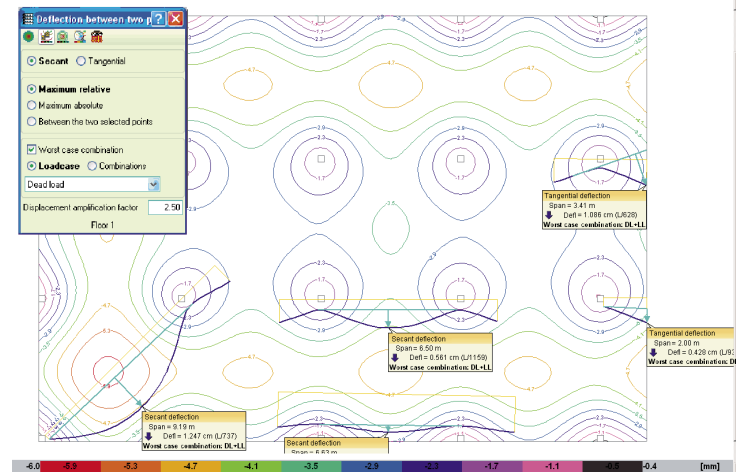 Deflection between two p
Secant Tangential
Maximum relative
Maximum absolute
Between the two selected points
Worst case combination
Loadcase Combinations
Dead load
Displacement amplification factor 2.50
Floor 1
Tangential deflection
Span = 3.41 m
Defl = 1.086 cm (L/628)
Worst case combination: DL+LL
Secant deflection
Span = 6.50 m
Defl = 0.561 cm (L/1159)
Worst case combination: DL+LL
Tangential deflection
Span = 2.00 m
Defl = 0.428 cm (L/93
Worst case combination: DL
Secant deflection
Span = 9.19 m
Defl = 1.247 cm (L/737)
Worst case combination: DL+LL
Secant deflection
Span = 6.63 m
-6.0 -5.9 -5.3 -4.7 -4.1 -3.5 -2.9 -2.3 -1.7 -1.1 -0.5 -0.4 [mm]